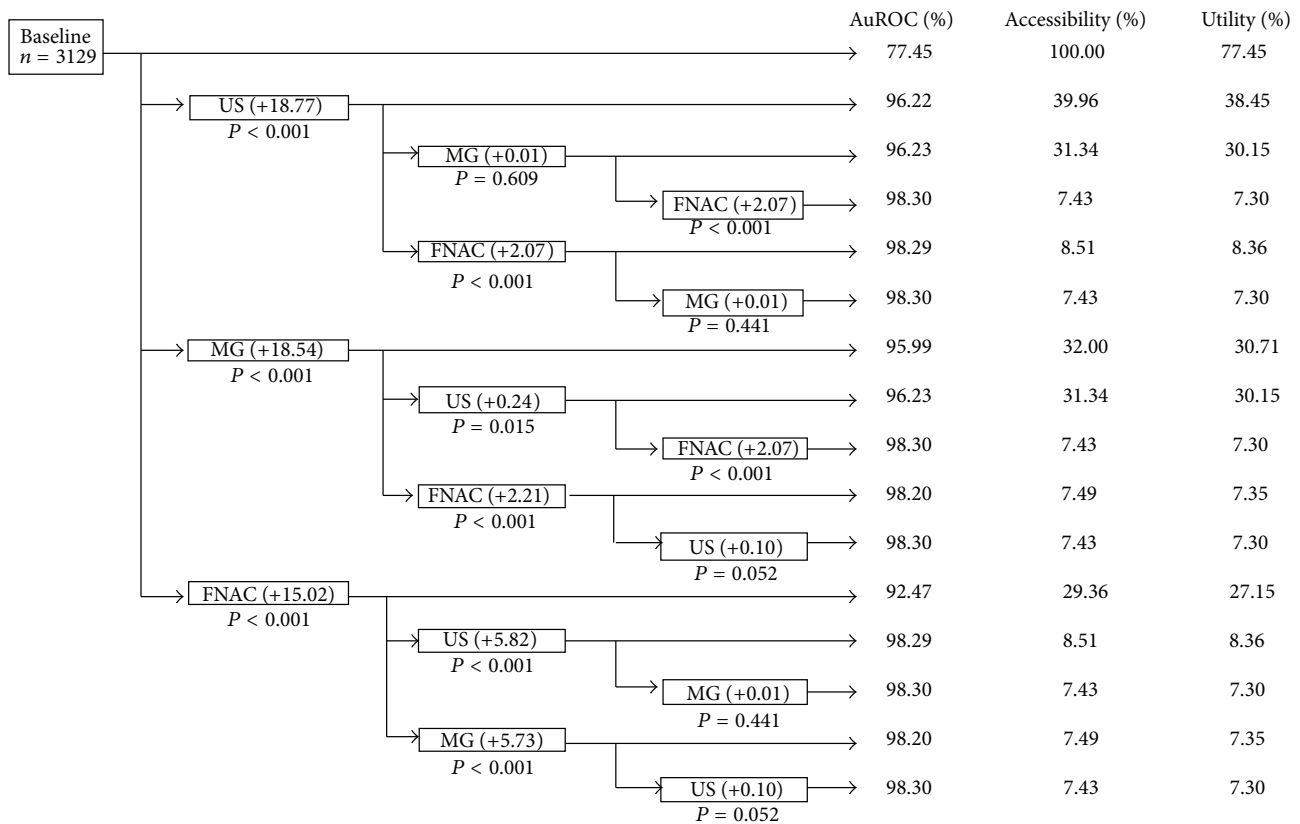 AuROC (%) Accessibility (%) Utility (%)
Baseline
n = 3129
77.45 100.00 77.45
US (+18.77) 96.22 39.96 38.45
P < 0.001
MG (+0.01) 96.23 31.34 30.15
P = 0.609
FNAC (+2.07) 98.30 7.43 7.30
P < 0.001
FNAC (+2.07) 98.29 8.51 8.36
P < 0.001
MG (+0.01) 98.30 7.43 7.30
P = 0.441
MG (+18.54) 95.99 32.00 30.71
P < 0.001
US (+0.24) 96.23 31.34 30.15
P = 0.015
FNAC (+2.07) 98.30 7.43 7.30
P < 0.001
FNAC (+2.21) 98.20 7.49 7.35
P < 0.001
US (+0.10) 98.30 7.43 7.30
P = 0.052
FNAC (+15.02) 92.47 29.36 27.15
P < 0.001
US (+5.82) 98.29 8.51 8.36
P < 0.001
MG (+0.01) 98.30 7.43 7.30
P = 0.441
MG (+5.73) 98.20 7.49 7.35
P < 0.001
US (+0.10) 98.30 7.43 7.30
P = 0.052